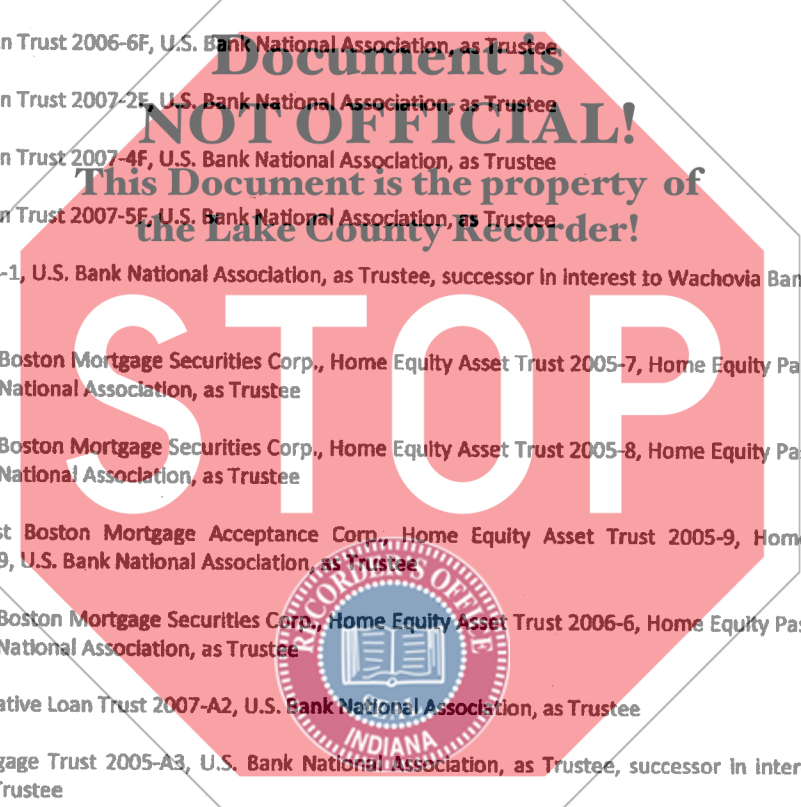 n Trust 2006-6F, U.S. Bank National Association, as Trustee
Document is
n Trust 2007-2F, U.S. Bank National Association, as Trustee
NOT OFFICIAL!
n Trust 2007-4F, U.S. Bank National Association, as Trustee
This Document is the property of
n Trust 2007-5F, U.S. Bank National Association, as Trustee
the Lake County Recorder!
-1, U.S. Bank National Association, as Trustee, successor in interest to Wachovia Ban
STOP
Boston Mortgage Securities Corp., Home Equity Asset Trust 2005-7, Home Equity Pa
National Association, as Trustee
Boston Mortgage Securities Corp., Home Equity Asset Trust 2005-8, Home Equity Pa
National Association, as Trustee
st Boston Mortgage Acceptance Corp., Home Equity Asset Trust 2005-9, Home
9, U.S. Bank National Association, as Trustee
RECORDER'S OFFICE
Boston Mortgage Securities Corp., Home Equity Asset Trust 2006-6, Home Equity Pas
National Association, as Trustee
ative Loan Trust 2007-A2, U.S. Bank National Association, as Trustee
INDIANA
gage Trust 2005-A3, U.S. Bank National Association, as Trustee, successor in inter
Trustee